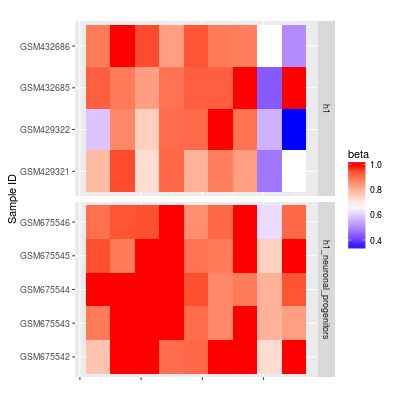 GSM432686
GSM432685
GSM429322
GSM429321
h1
GSM675546
GSM675545
GSM675544
GSM675543
GSM675542
h1_neuronal_progenitors
Sample ID
beta
1.0
0.8
0.6
0.4